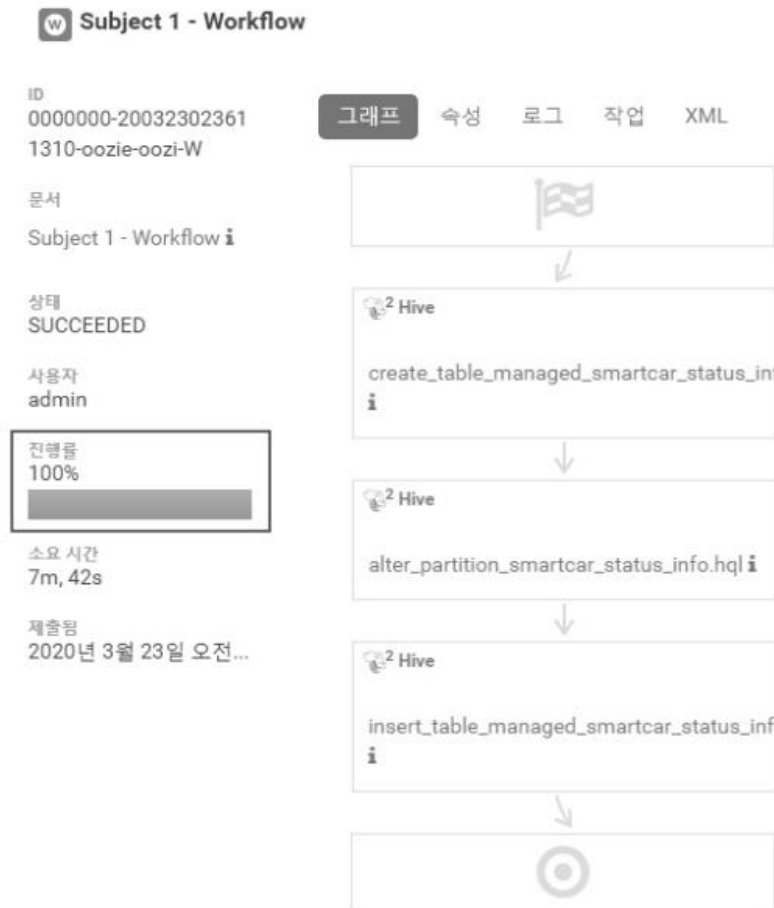 Subject 1 - Workflow
ID
0000000-20032302361
1310-oozie-oozi-W
문서
Subject 1 - Workflow i
상태
SUCCEEDED
사용자
admin
진행률
100%
소요 시간
7m, 42s
제출됨
2020년 3월 23일 오전...
그래프 속성 로그 작업 XML
2 Hive
create_table_managed_smartcar_status_inf
i
2 Hive
alter_partition_smartcar_status_info.hql i
2 Hive
insert_table_managed_smartcar_status_inf
i